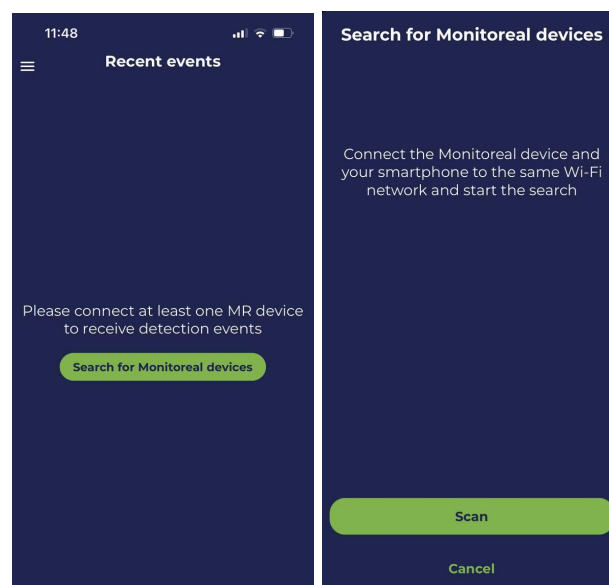 11:48
Recent events
Please connect at least one MR device
to receive detection events
Search for Monitoreal devices
Search for Monitoreal devices
Connect the Monitoreal device and
your smartphone to the same Wi-Fi
network and start the search
Scan
Cancel